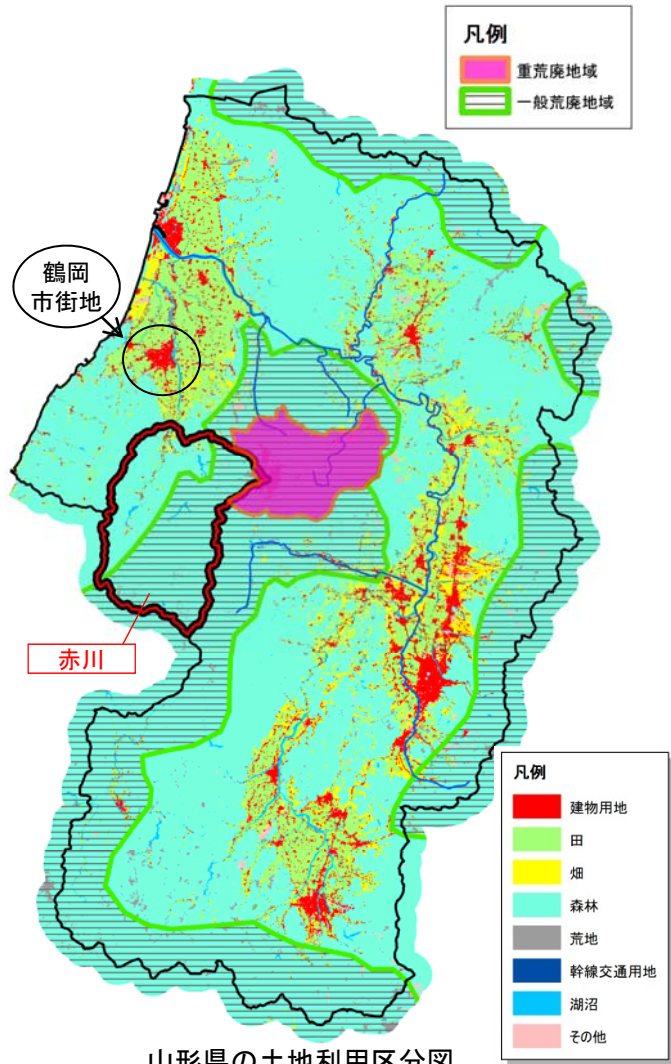 凡例
重荒廃地域
一般荒廃地域
鶴岡
市街地
赤川
凡例
建物用地
田
畑
森林
荒地
幹線交通用地
湖沼
その他
山形県の土地利用区分図